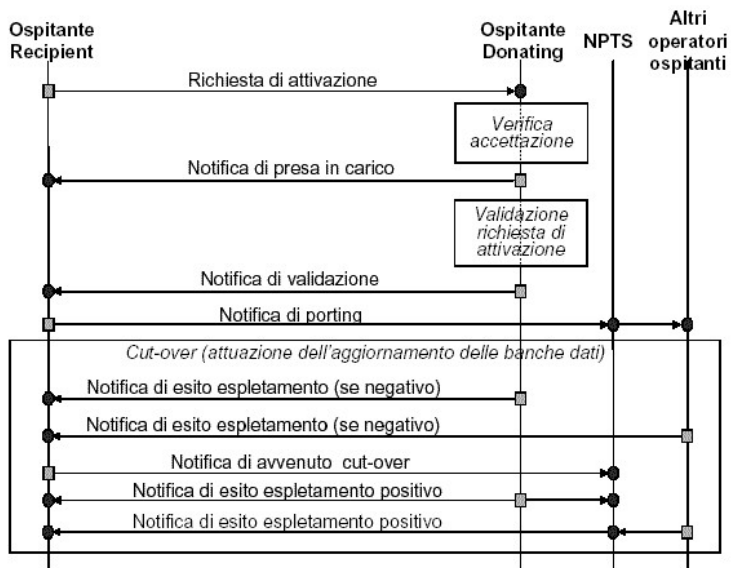 Ospitante
Recipient
Ospitante
Donating
NPTS
Altri
operatori
ospitanti
Richiesta di attivazione
Verifica
accettazione
Notifica di presa in carico
Validazione
richiesta di
attivazione
Notifica di validazione
Notifica di porting
Cut-over (attuazione dell'aggiornamento delle banche dati)
Notifica di esito espletamento (se negativo)
Notifica di esito espletamento (se negativo)
Notifica di avvenuto cut-over
Notifica di esito espletamento positivo
Notifica di esito espletamento positivo